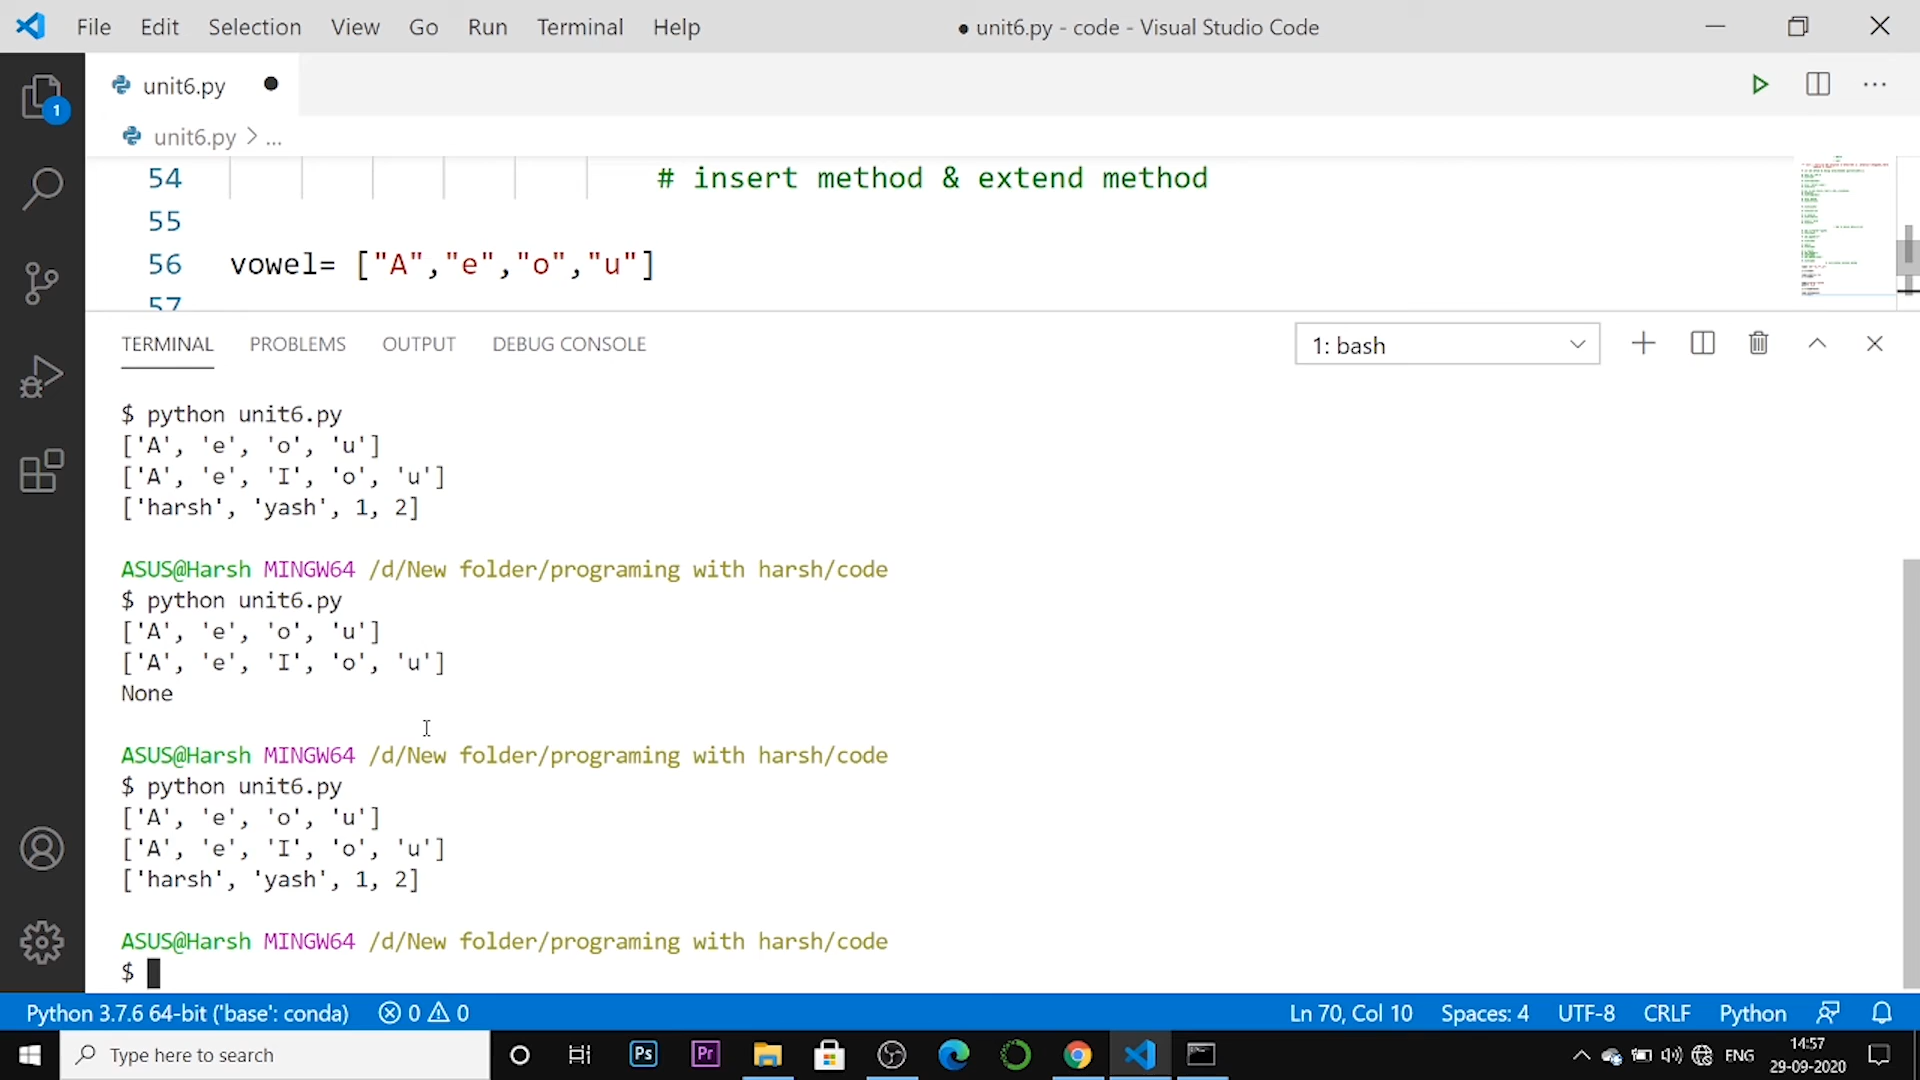 File Edit Selection View Go Run Terminal Help ● unit6.py - code - Visual Studio Code
unit6.py ●
unit6.py > ...
54 # insert method & extend method
55
56 vowel= ["A","e","o","u"]
57
TERMINAL PROBLEMS OUTPUT DEBUG CONSOLE 1: bash
$ python unit6.py
['A', 'e', 'o', 'u']
['A', 'e', 'I', 'o', 'u']
['harsh', 'yash', 1, 2]
ASUS@Harsh MINGW64 /d/New folder/programing with harsh/code
$ python unit6.py
['A', 'e', 'o', 'u']
['A', 'e', 'I', 'o', 'u']
None
ASUS@Harsh MINGW64 /d/New folder/programing with harsh/code
$ python unit6.py
['A', 'e', 'o', 'u']
['A', 'e', 'I', 'o', 'u']
['harsh', 'yash', 1, 2]
ASUS@Harsh MINGW64 /d/New folder/programing with harsh/code
$
Python 3.7.6 64-bit ('base': conda) 0 0 Ln 70, Col 10 Spaces: 4 UTF-8 CRLF Python
Type here to search Ps Pr ENG 14:57
29-09-2020
1